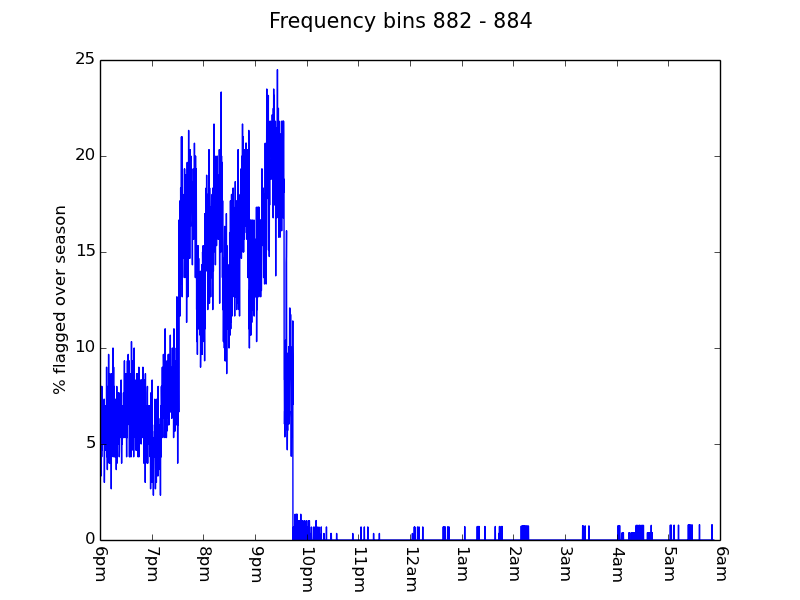 Frequency bins 882 - 884
% flagged over season
25
20
15
10
5
0
6pm
7pm
8pm
9pm
10pm
11pm
12am
1am
2am
3am
4am
5am
6am